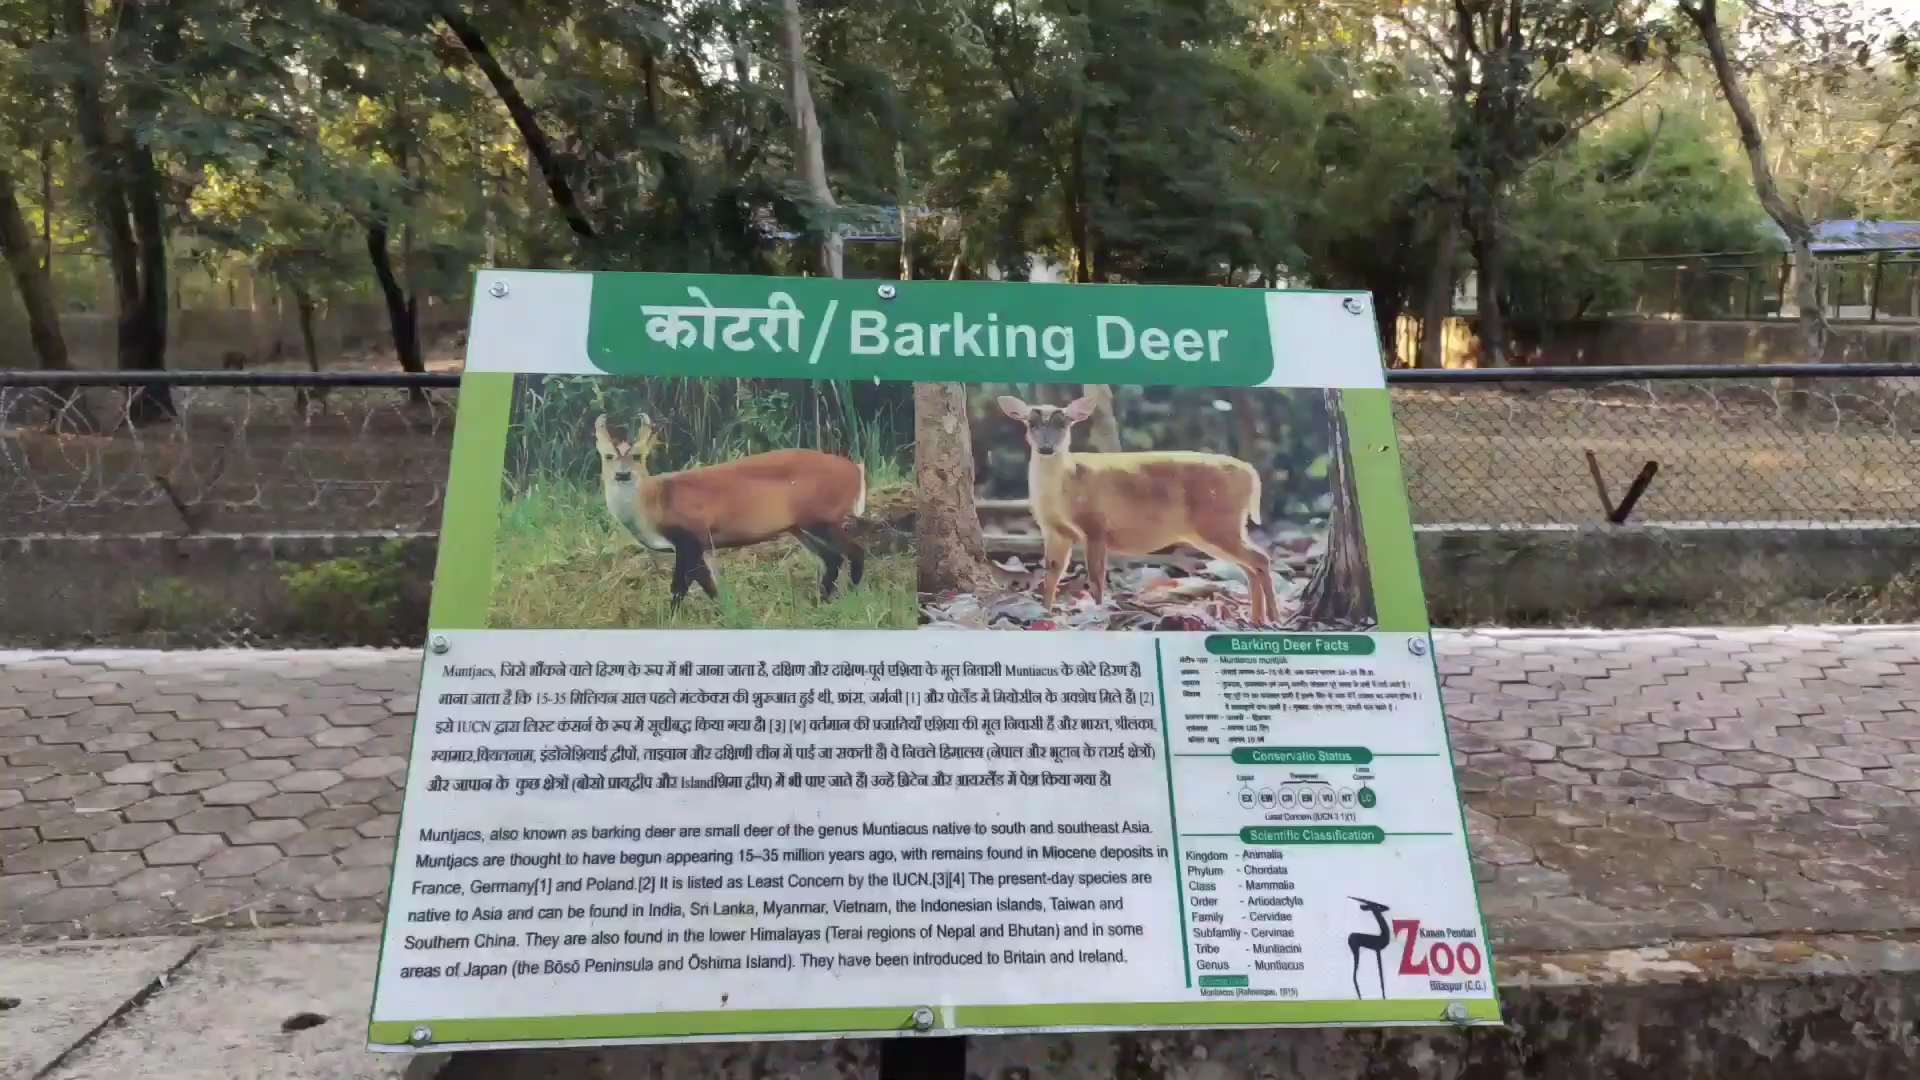 कोटरी/Barking Deer
Muntjacs, जिसे भौंकने वाले हिरण के रूप में भी जाना जाता है, दक्षिण और दक्षिण-पूर्व एशिया के मूल निवासी Muntiacus के छोटे हिरण हैं।
माना जाता है कि 15-35 मिलियन साल पहले मंटकेक्स की शुरुआत हुई थी, फ्रांस, जर्मनी [1] और पोलैंड में मियोसीन के अवशेष मिले हैं। [2]
इसे IUCN द्वारा लिस्ट कंसर्न के रूप में सूचीबद्ध किया गया है। [3] [४] वर्तमान की प्रजातियाँ एशिया की मूल निवासी हैं और भारत, श्रीलंका,
म्यांमार,वियतनाम, इंडोनेशियाई द्वीपों, ताइवान और दक्षिणी चीन में पाई जा सकती हैं। वे निचले हिमालय (नेपाल और भूटान के तराई क्षेत्रों)
और जापान के कुछ क्षेत्रों (बोसो प्रायद्वीप और Islandशिमा द्वीप) में भी पाए जाते हैं। उन्हें ब्रिटेन और आयरलैंड में पेश किया गया है।
Muntjacs, also known as barking deer are small deer of the genus Muntiacus native to south and southeast Asia.
Muntjacs are thought to have begun appearing 15–35 million years ago, with remains found in Miocene deposits in
France, Germany[1] and Poland.[2] It is listed as Least Concern by the IUCN.[3][4] The present-day species are
native to Asia and can be found in India, Sri Lanka, Myanmar, Vietnam, the Indonesian islands, Taiwan and
Southern China. They are also found in the lower Himalayas (Terai regions of Nepal and Bhutan) and in some
areas of Japan (the Bōsō Peninsula and Ōshima Island). They have been introduced to Britain and Ireland.
Barking Deer Facts
- Muntiacus muntjak
Conservatio Status
Threatened
Least
Concern
EX EW CR EN VU NT LC
Least Concern (IUCN 3.1)[1]
Scientific Classification
Kingdom - Animalia
Phylum - Chordata
Class - Mammalia
Order - Artiodactyla
Family - Cervidae
Subfamily - Cervinae
Tribe - Muntiacini
Genus - Muntiacus
Muntiacus (Rafinesque, 1815)
Kanan Pendari
Zoo
Bilaspur (C.G.)